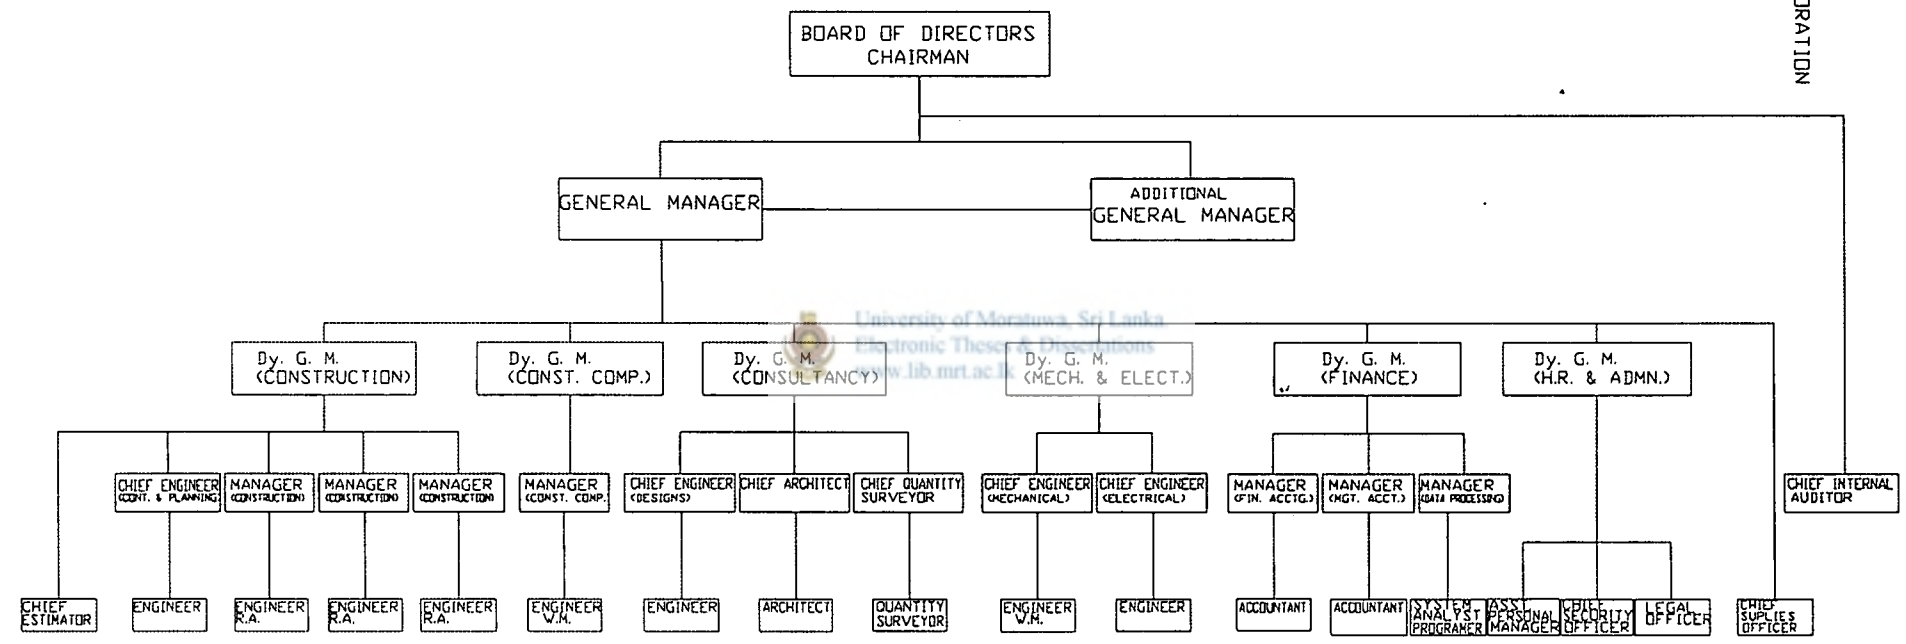 ORATION
BOARD OF DIRECTORS
CHAIRMAN
GENERAL MANAGER
ADDITIONAL
GENERAL MANAGER
University of Moratuwa, Sri Lanka.
Electronic Theses & Dissertations
www.lib.mrt.ac.lk
Dy. G. M.
(CONSTRUCTION)
Dy. G. M.
(CONST. COMP.)
Dy. G. M.
(CONSULTANCY)
Dy. G. M.
(MECH. & ELECT.)
Dy. G. M.
(FINANCE)
Dy. G. M.
(H.R. & ADMN.)
CHIEF ENGINEER
(CONT. & PLANNING)
MANAGER
(CONSTRUCTION)
MANAGER
(CONSTRUCTION)
MANAGER
(CONSTRUCTION)
MANAGER
(CONST. COMP.
CHIEF ENGINEER
(DESIGNS)
CHIEF ARCHITECT
CHIEF QUANTITY
SURVEYOR
CHIEF ENGINEER
(MECHANICAL)
CHIEF ENGINEER
(ELECTRICAL)
MANAGER
(FIN. ACCTG.)
MANAGER
(MGT. ACCT.)
MANAGER
(DATA PROCESSING)
CHIEF INTERNAL
AUDITOR
CHIEF
ESTIMATOR
ENGINEER
ENGINEER
R.A.
ENGINEER
R.A.
ENGINEER
R.A.
ENGINEER
W.M.
ENGINEER
ARCHITECT
QUANTITY
SURVEYOR
ENGINEER
W.M.
ENGINEER
ACCOUNTANT
ACCOUNTANT
SYSTEM
ANALYST
PROGRAMER
ASST.
PERSONAL
MANAGER
CHIEF
SECURITY
OFFICER
LEGAL
OFFICER
CHIEF
SUPLIES
OFFICER